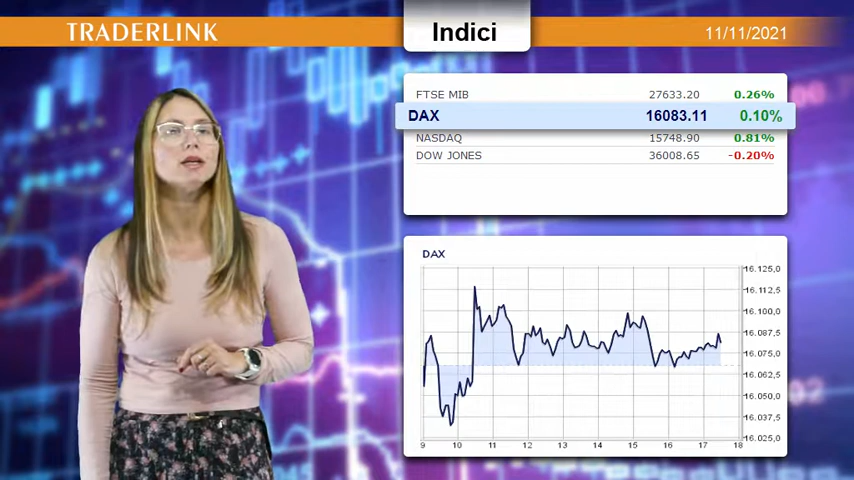 TRADERLINK
Indici
11/11/2021
FTSE MIB 27633.20 0.26%
DAX 16083.11 0.10%
NASDAQ 15748.90 0.81%
DOW JONES 36008.65 -0.20%
DAX
16.125,0
16.112,5
16.100,0
16.087,5
16.075,0
16.062,5
16.050,0
16.037,5
16.025,0
9 10 11 12 13 14 15 16 17 18